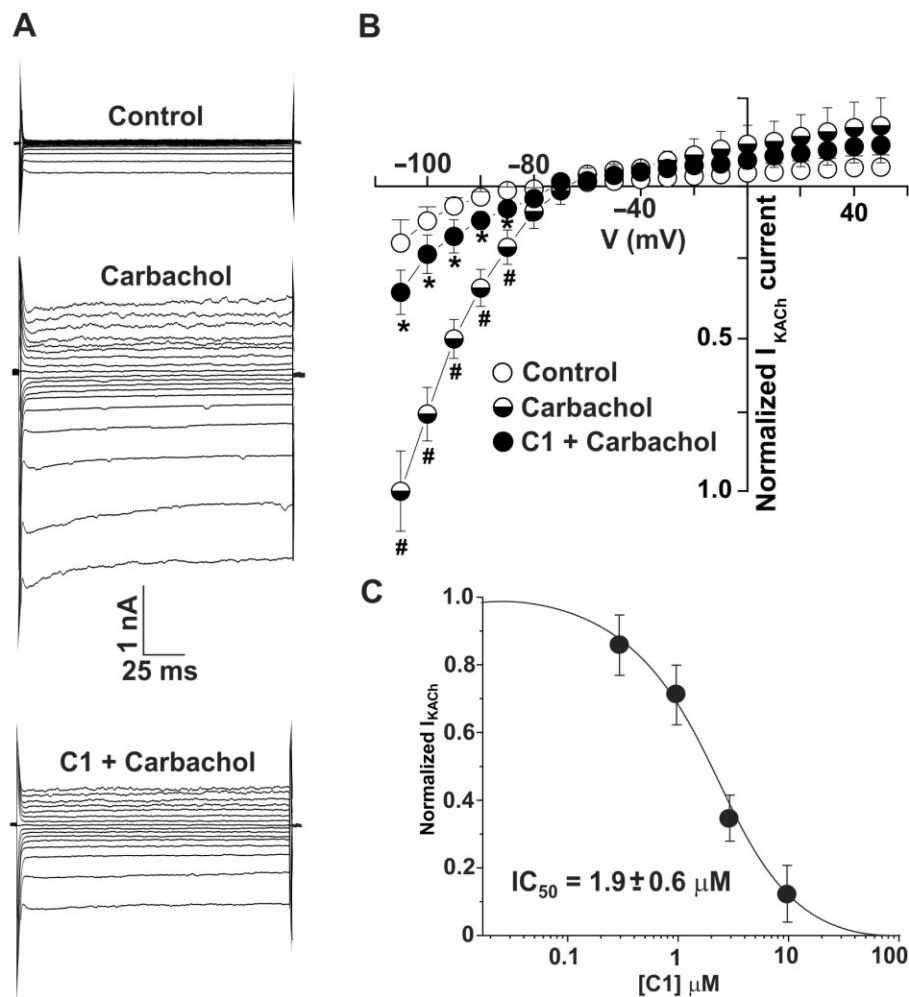 A
Control
Carbachol
1 nA
25 ms
C1 + Carbachol
B
−100
−80
−40
40
V (mV)
Normalized I_KACh current
0.5
1.0
* * * * *
# # # # #
Control
Carbachol
C1 + Carbachol
C
1.0
0.8
0.6
0.4
0.2
0
Normalized I_KACh
IC50 = 1.9 ± 0.6 μM
0.1
1
10
100
[C1] μM